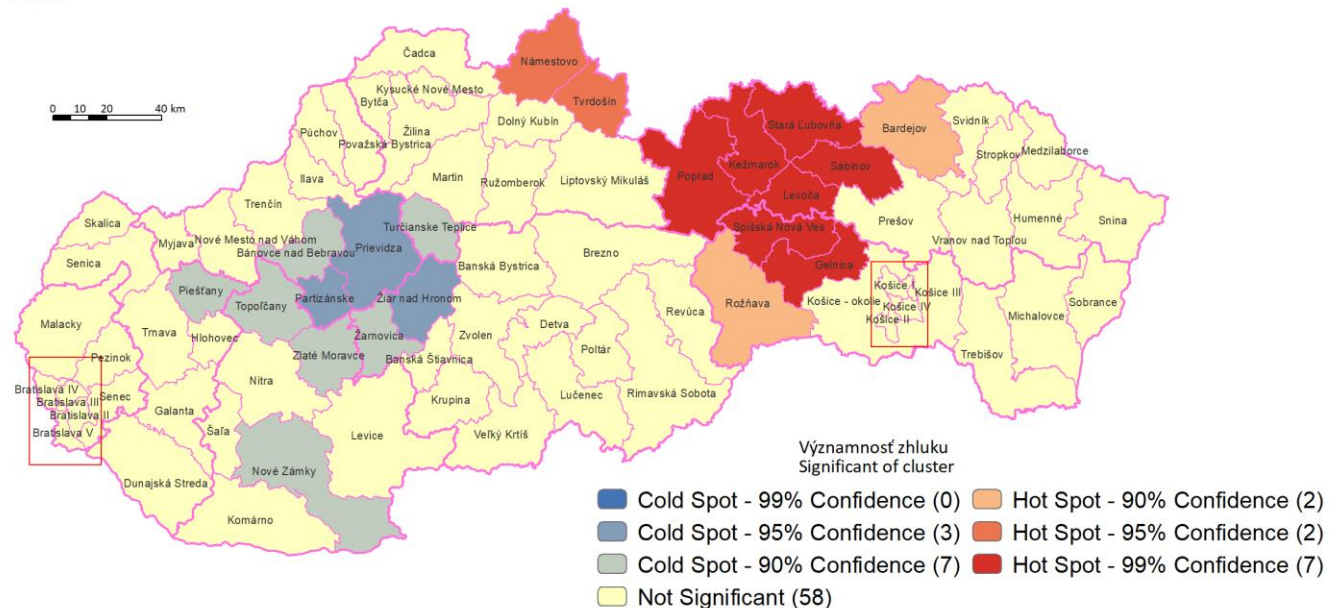 Čadca
Námestovo
Kysucké Nové Mesto
Bytča
Tvrdošín
0 10 20 40 km
Dolný Kubín
Púchov
Žilina
Považská Bystrica
Stará Ľubovňa
Bardejov
Svidník
Stropkov
Medzilaborce
Ilava
Martin
Ružomberok
Liptovský Mikuláš
Poprad
Kežmarok
Sabinov
Levoča
Trenčín
Skalica
Prešov
Humenné
Snina
Turčianske Teplice
Spišská Nová Ves
Myjava
Nové Mesto nad Váhom
Vranov nad Topľou
Bánovce nad Bebravou
Prievidza
Banská Bystrica
Brezno
Senica
Gelnica
Piešťany
Topoľčany
Partizánske
Žiar nad Hronom
Rožňava
Košice - okolie
Košice I
Košice III
Košice IV
Košice II
Sobrance
Michalovce
Malacky
Trnava
Hlohovec
Žarnovica
Zvolen
Detva
Revúca
Zlaté Moravce
Banská Štiavnica
Poltár
Trebišov
Pezinok
Nitra
Bratislava IV
Bratislava III
Bratislava II
Bratislava V
Senec
Galanta
Krupina
Lučenec
Rimavská Sobota
Šaľa
Levice
Veľký Krtíš
Nové Zámky
Dunajská Streda
Komárno
Významnosť zhluku
Significant of cluster
Cold Spot - 99% Confidence (0)
Cold Spot - 95% Confidence (3)
Cold Spot - 90% Confidence (7)
Not Significant (58)
Hot Spot - 90% Confidence (2)
Hot Spot - 95% Confidence (2)
Hot Spot - 99% Confidence (7)